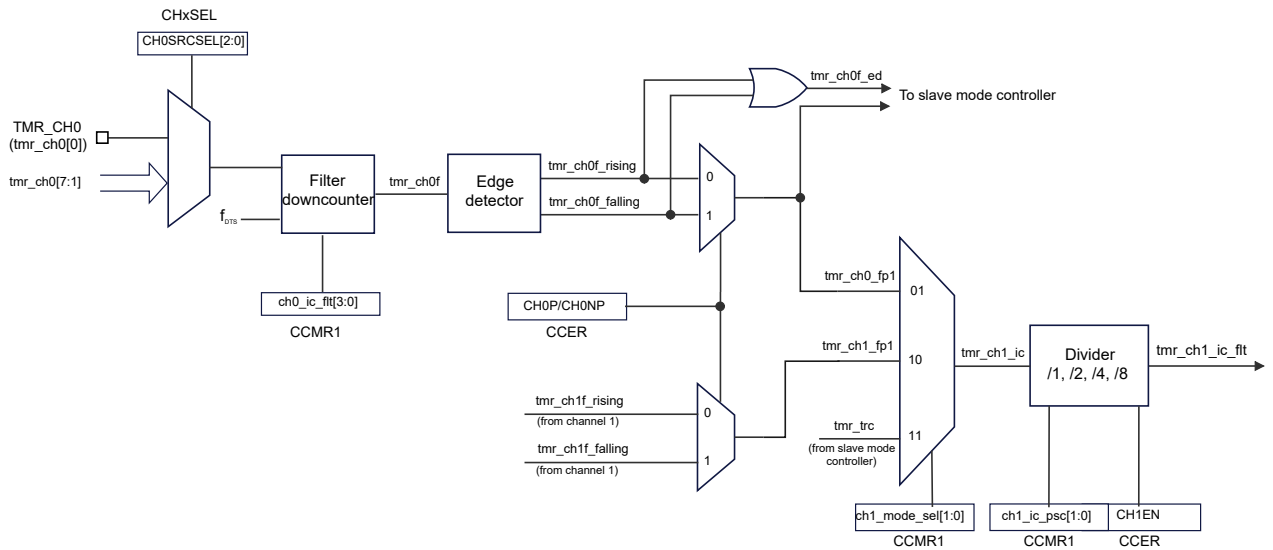 CHxSEL
CH0SRCSEL[2:0]
TMR_CH0
(tmr_ch0[0])
tmr_ch0[7:1]
fDTS
Filter
downcounter
ch0_ic_flt[3:0]
CCMR1
tmr_ch0f
Edge
detector
tmr_ch0f_rising
tmr_ch0f_falling
0
1
tmr_ch0f_ed
To slave mode controller
CH0P/CH0NP
CCER
tmr_ch1f_rising
(from channel 1)
tmr_ch1f_falling
(from channel 1)
0
1
tmr_ch0_fp1
01
tmr_ch1_fp1
10
tmr_trc
(from slave mode
controller)
11
ch1_mode_sel[1:0]
CCMR1
tmr_ch1_ic
Divider
/1, /2, /4, /8
tmr_ch1_ic_flt
ch1_ic_psc[1:0]
CCMR1
CH1EN
CCER